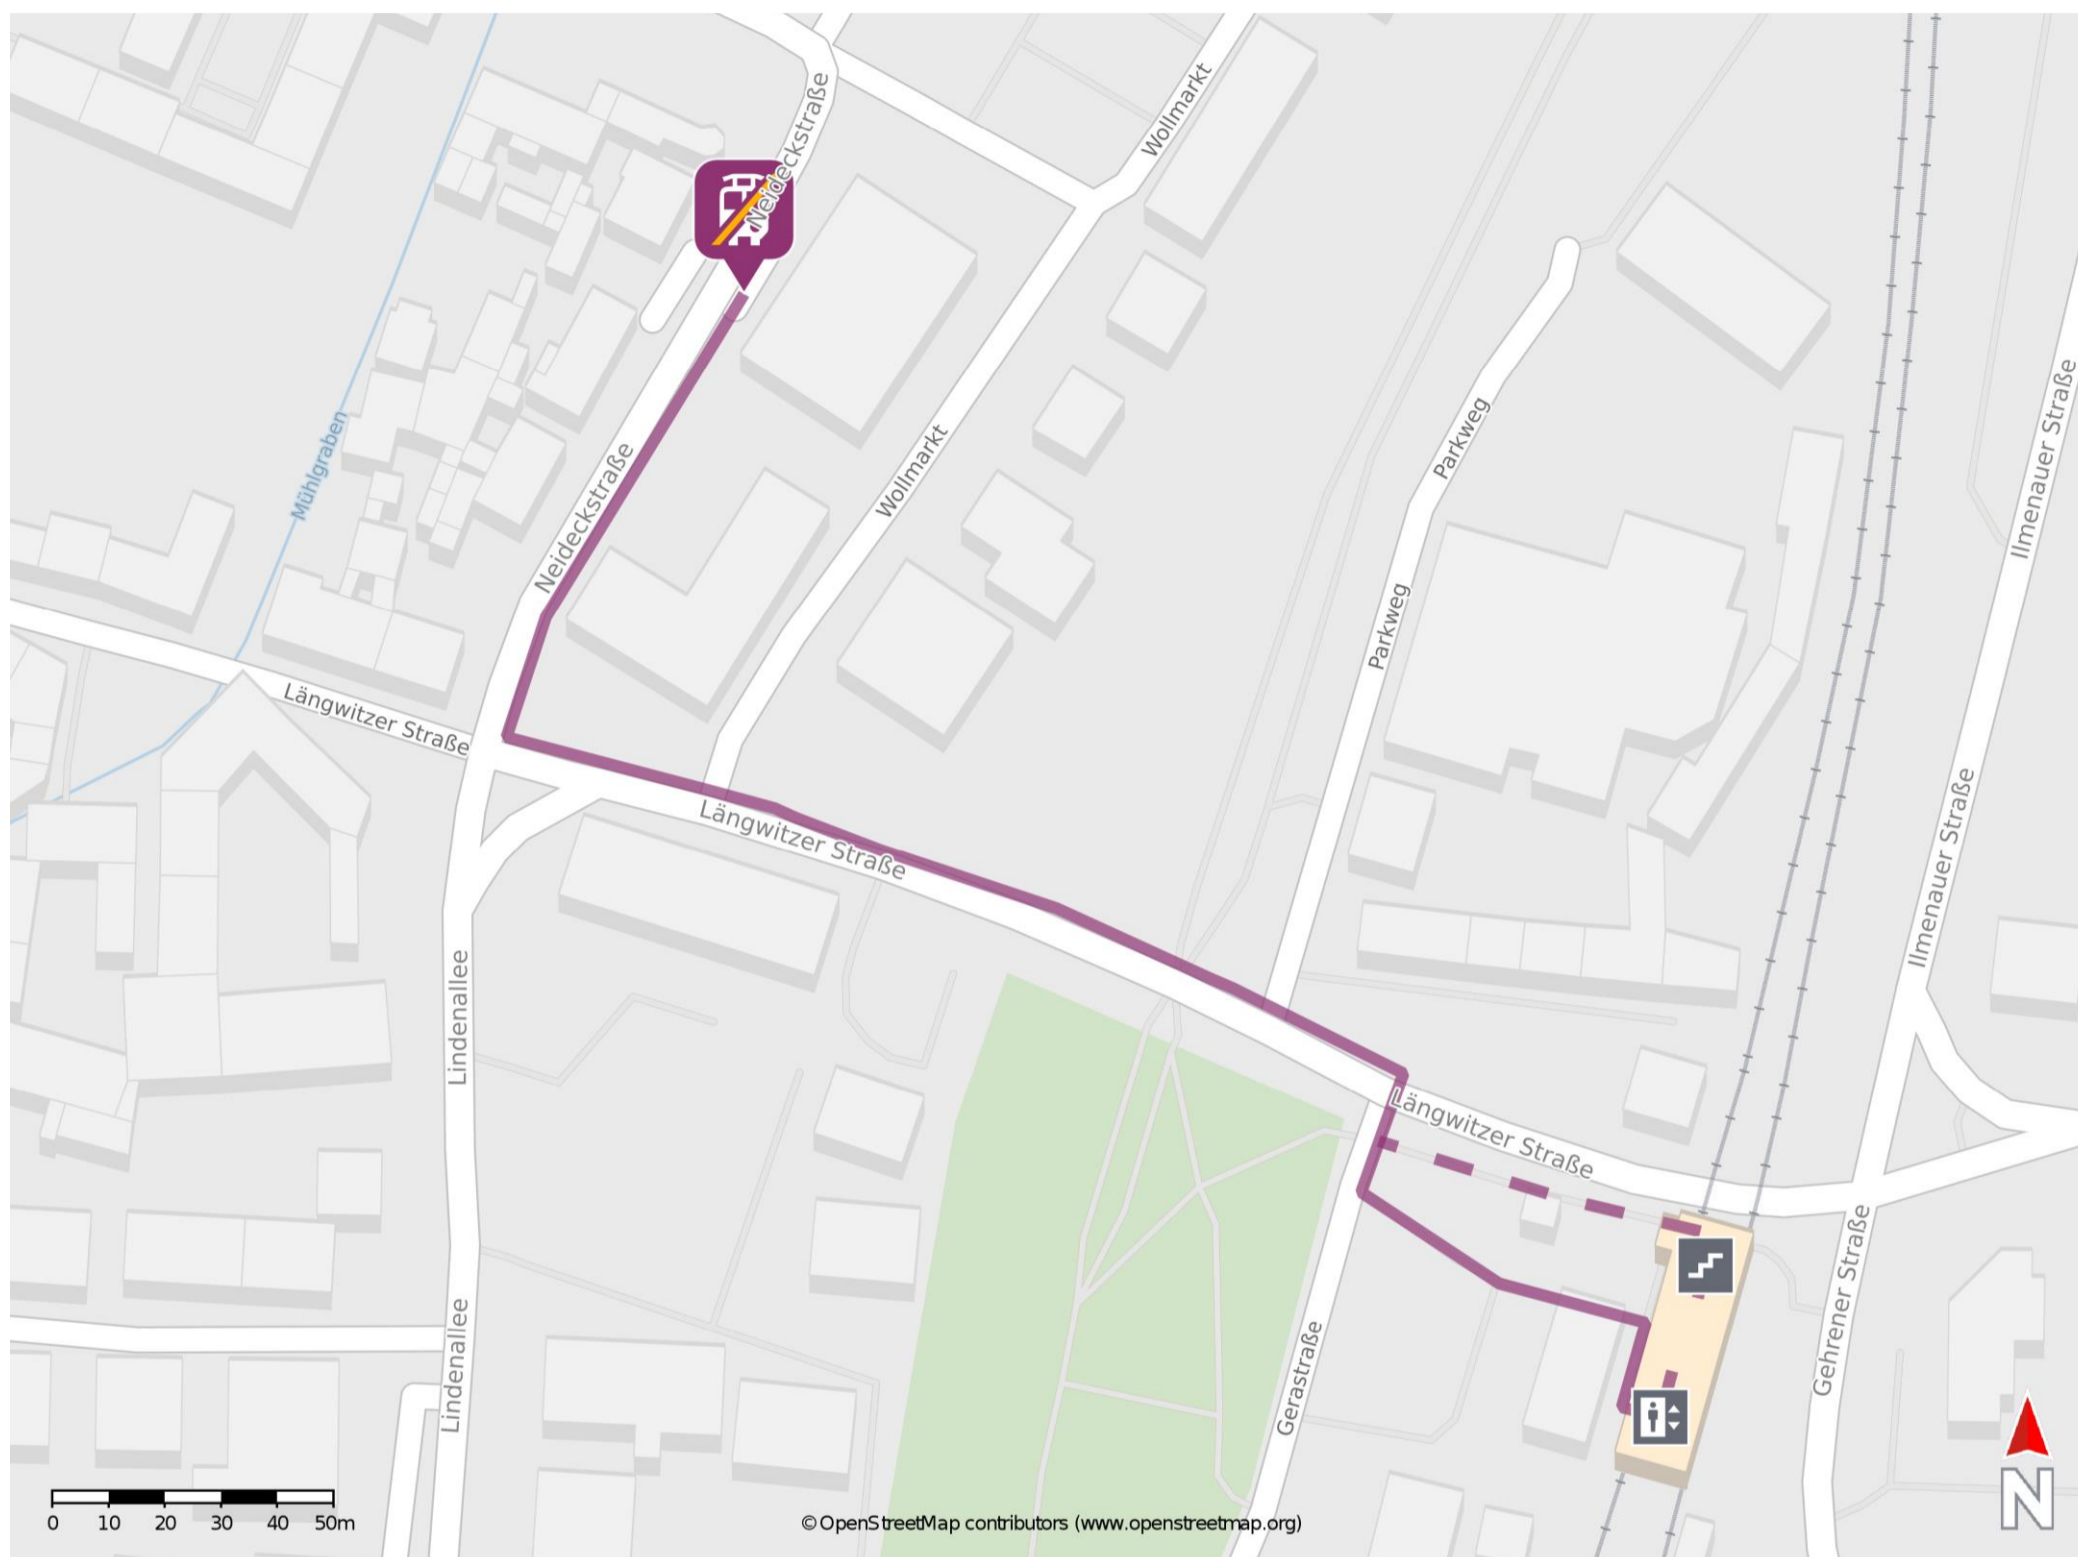 Neideckstraße
Wollmarkt
Mühlgraben
Neideckstraße
Wollmarkt
Parkweg
Parkweg
Ilmenauer Straße
Längwitzer Straße
Längwitzer Straße
Ilmenauer Straße
Lindenallee
Längwitzer Straße
Gehrener Straße
Lindenallee
Gerastraße
N
0 10 20 30 40 50m
©OpenStreetMap contributors (www.openstreetmap.org)